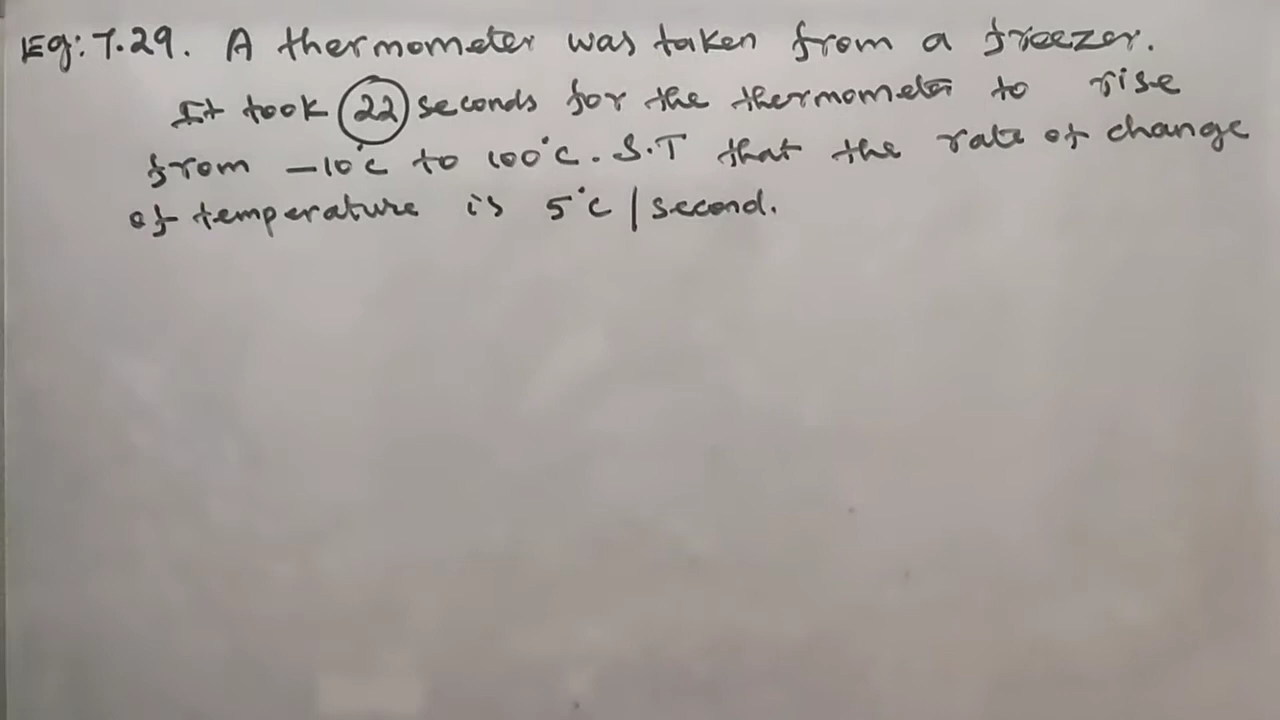 Eg: 7.29. A thermometer was taken from a freezer.
It took 22 seconds for the thermometer to rise
from -10°C to 100°C. S.T that the rate of change
of temperature is 5°C | second.